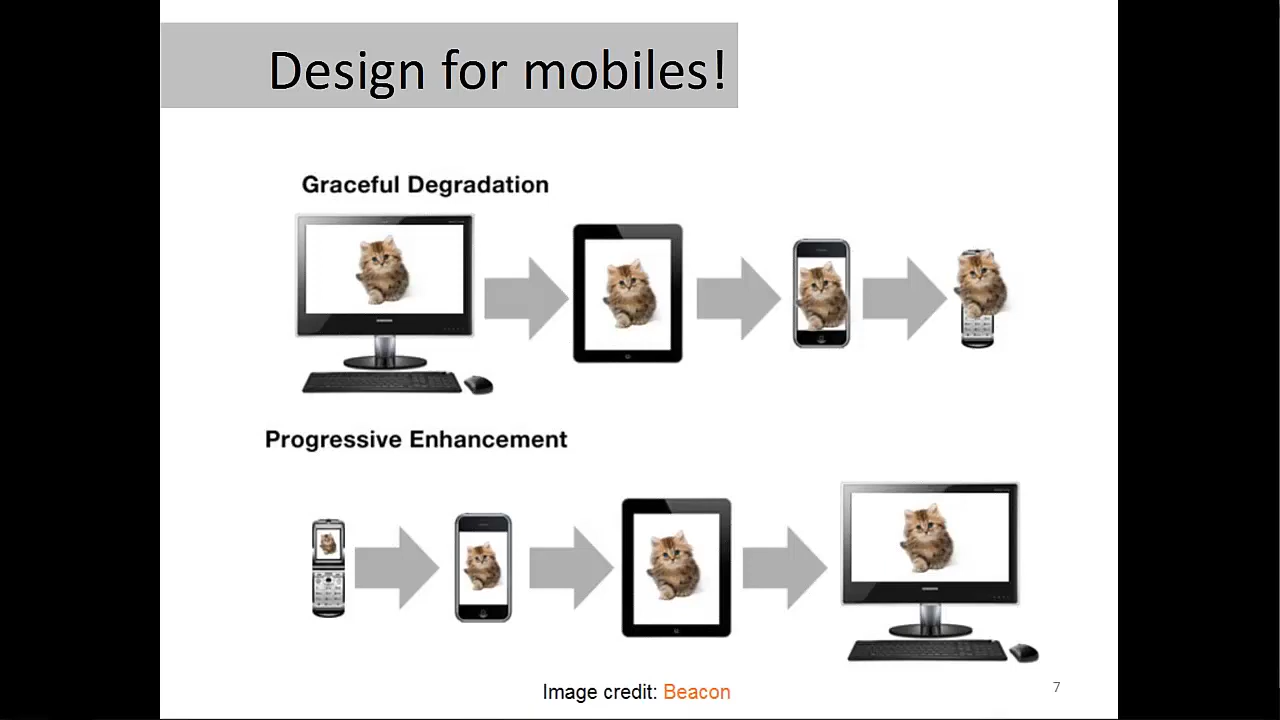 Design for mobiles!
Graceful Degradation
Progressive Enhancement
Image credit: Beacon
7